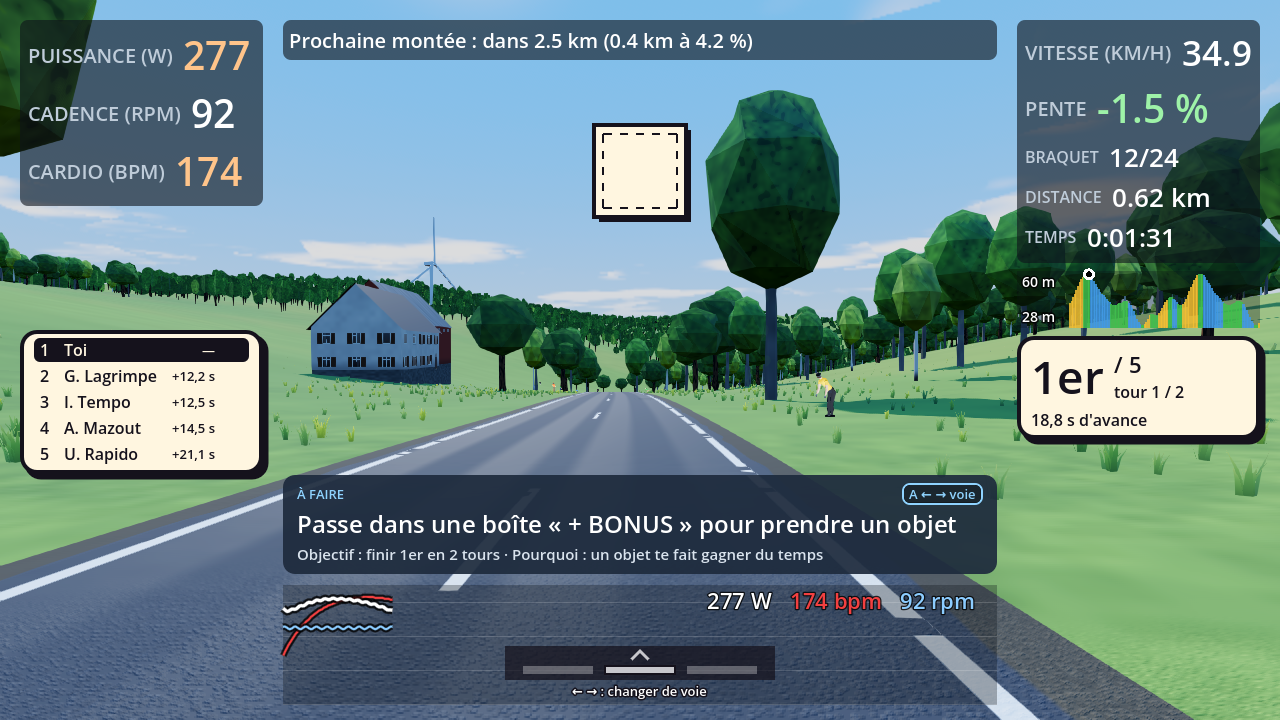 PUISSANCE (W) 277
CADENCE (RPM) 92
CARDIO (BPM) 174
Prochaine montée : dans 2.5 km (0.4 km à 4.2 %)
VITESSE (KM/H) 34.9
PENTE -1.5 %
BRAQUET 12/24
DISTANCE 0.62 km
TEMPS 0:01:31
60 m
28 m
1 Toi —
2 G. Lagrimpe +12,2 s
3 I. Tempo +12,5 s
4 A. Mazout +14,5 s
5 U. Rapido +21,1 s
1er / 5
tour 1 / 2
18,8 s d'avance
À FAIRE
A ← → voie
Passe dans une boîte « + BONUS » pour prendre un objet
Objectif : finir 1er en 2 tours · Pourquoi : un objet te fait gagner du temps
277 W 174 bpm 92 rpm
← → : changer de voie